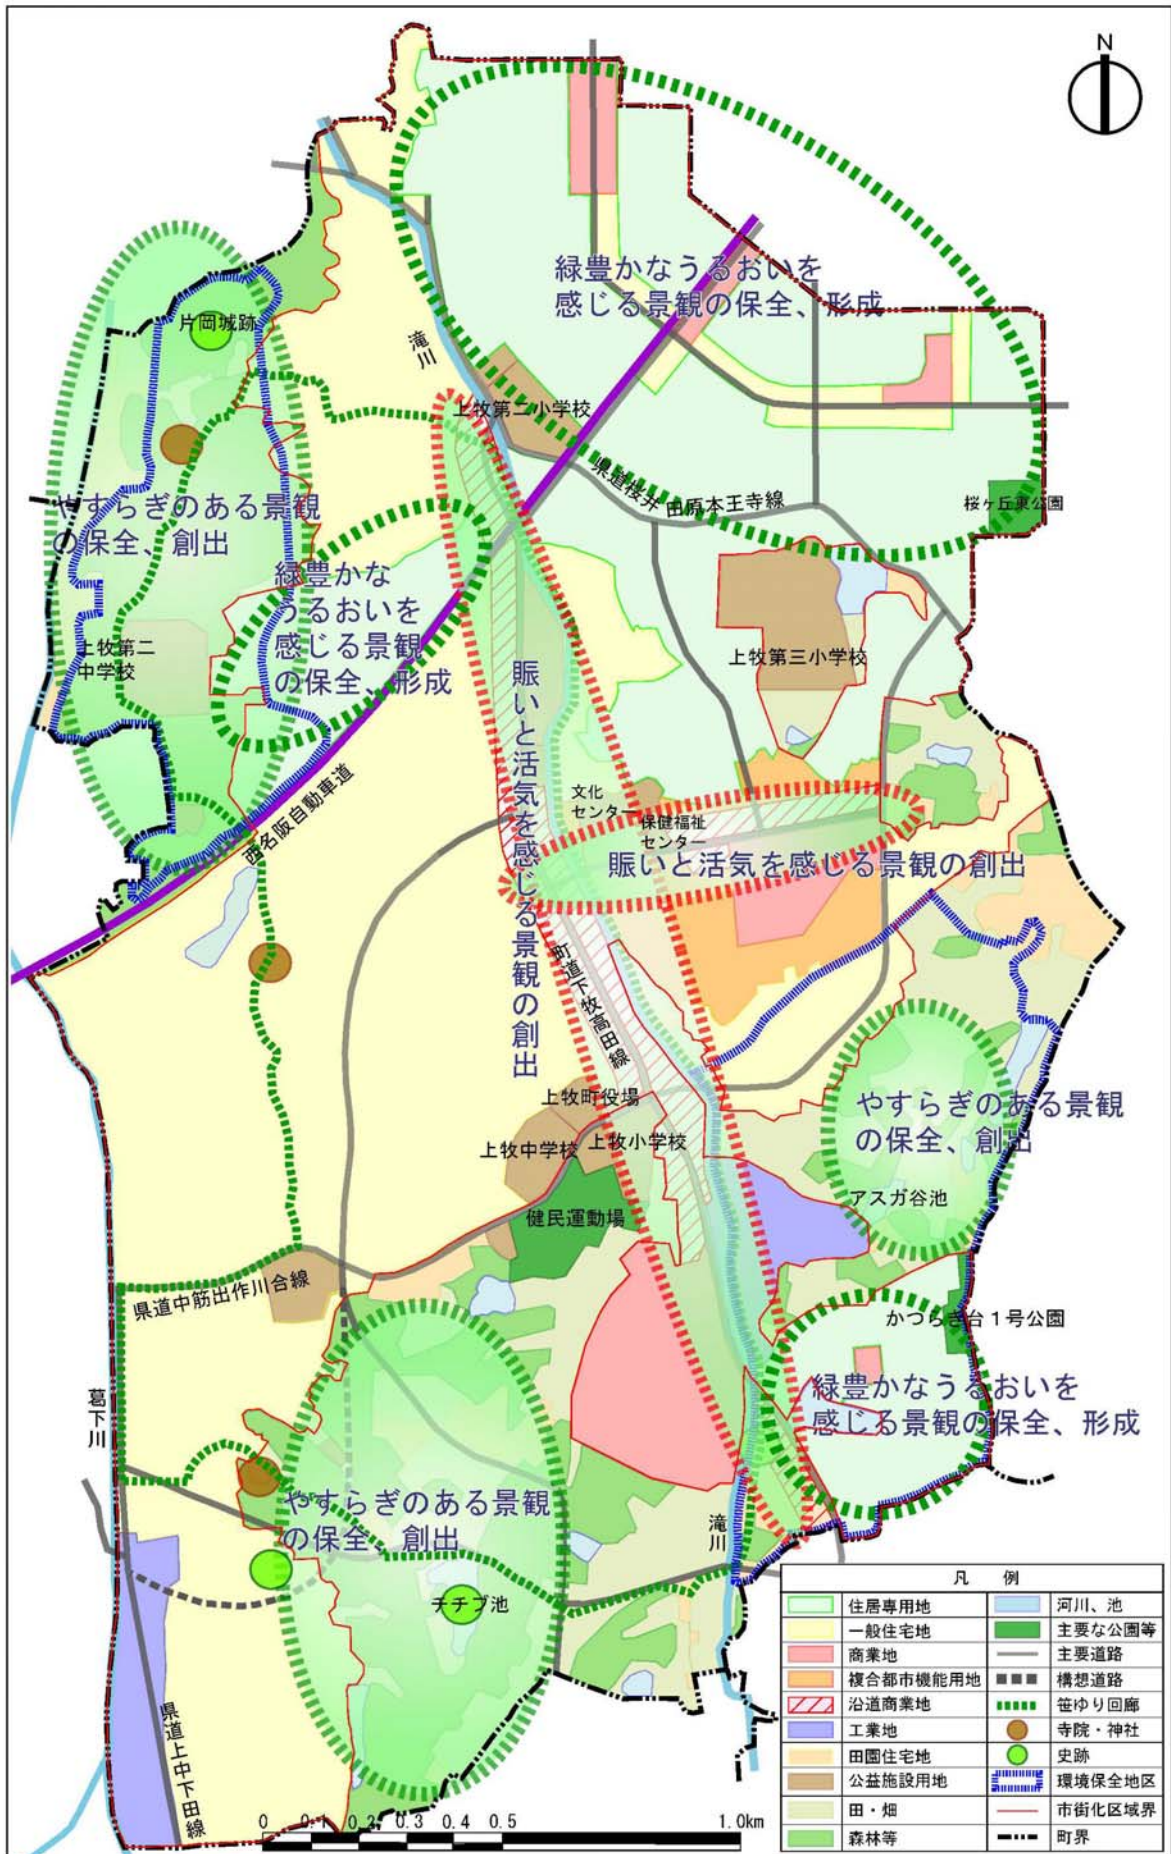 N
緑豊かなうるおいを
感じる景観の保全、形成
片岡城跡
滝川
上牧第二小学校
県道桜井田原本王寺線
桜ヶ丘東公園
やすらぎのある景観
の保全、創出
緑豊かな
うるおいを
感じる景観
の保全、形成
上牧第二
中学校
上牧第三小学校
賑いと活気を感じる景観の創出
西名阪自動車道
文化
センター
保健福祉
センター
賑いと活気を感じる景観の創出
町道下牧高田線
上牧町役場
上牧中学校
上牧小学校
健民運動場
やすらぎのある景観
の保全、創出
アスガ谷池
県道中筋出作川合線
かつらぎ台1号公園
葛下川
緑豊かなうるおいを
感じる景観の保全、形成
やすらぎのある景観
の保全、創出
滝川
チチブ池
県道上中下田線
凡 例
住居専用地
河川、池
一般住宅地
主要な公園等
商業地
主要道路
複合都市機能用地
構想道路
沿道商業地
笹ゆり回廊
工業地
寺院・神社
田園住宅地
史跡
公益施設用地
環境保全地区
田・畑
市街化区域界
森林等
町界
0 0.1 0.2 0.3 0.4 0.5 1.0km